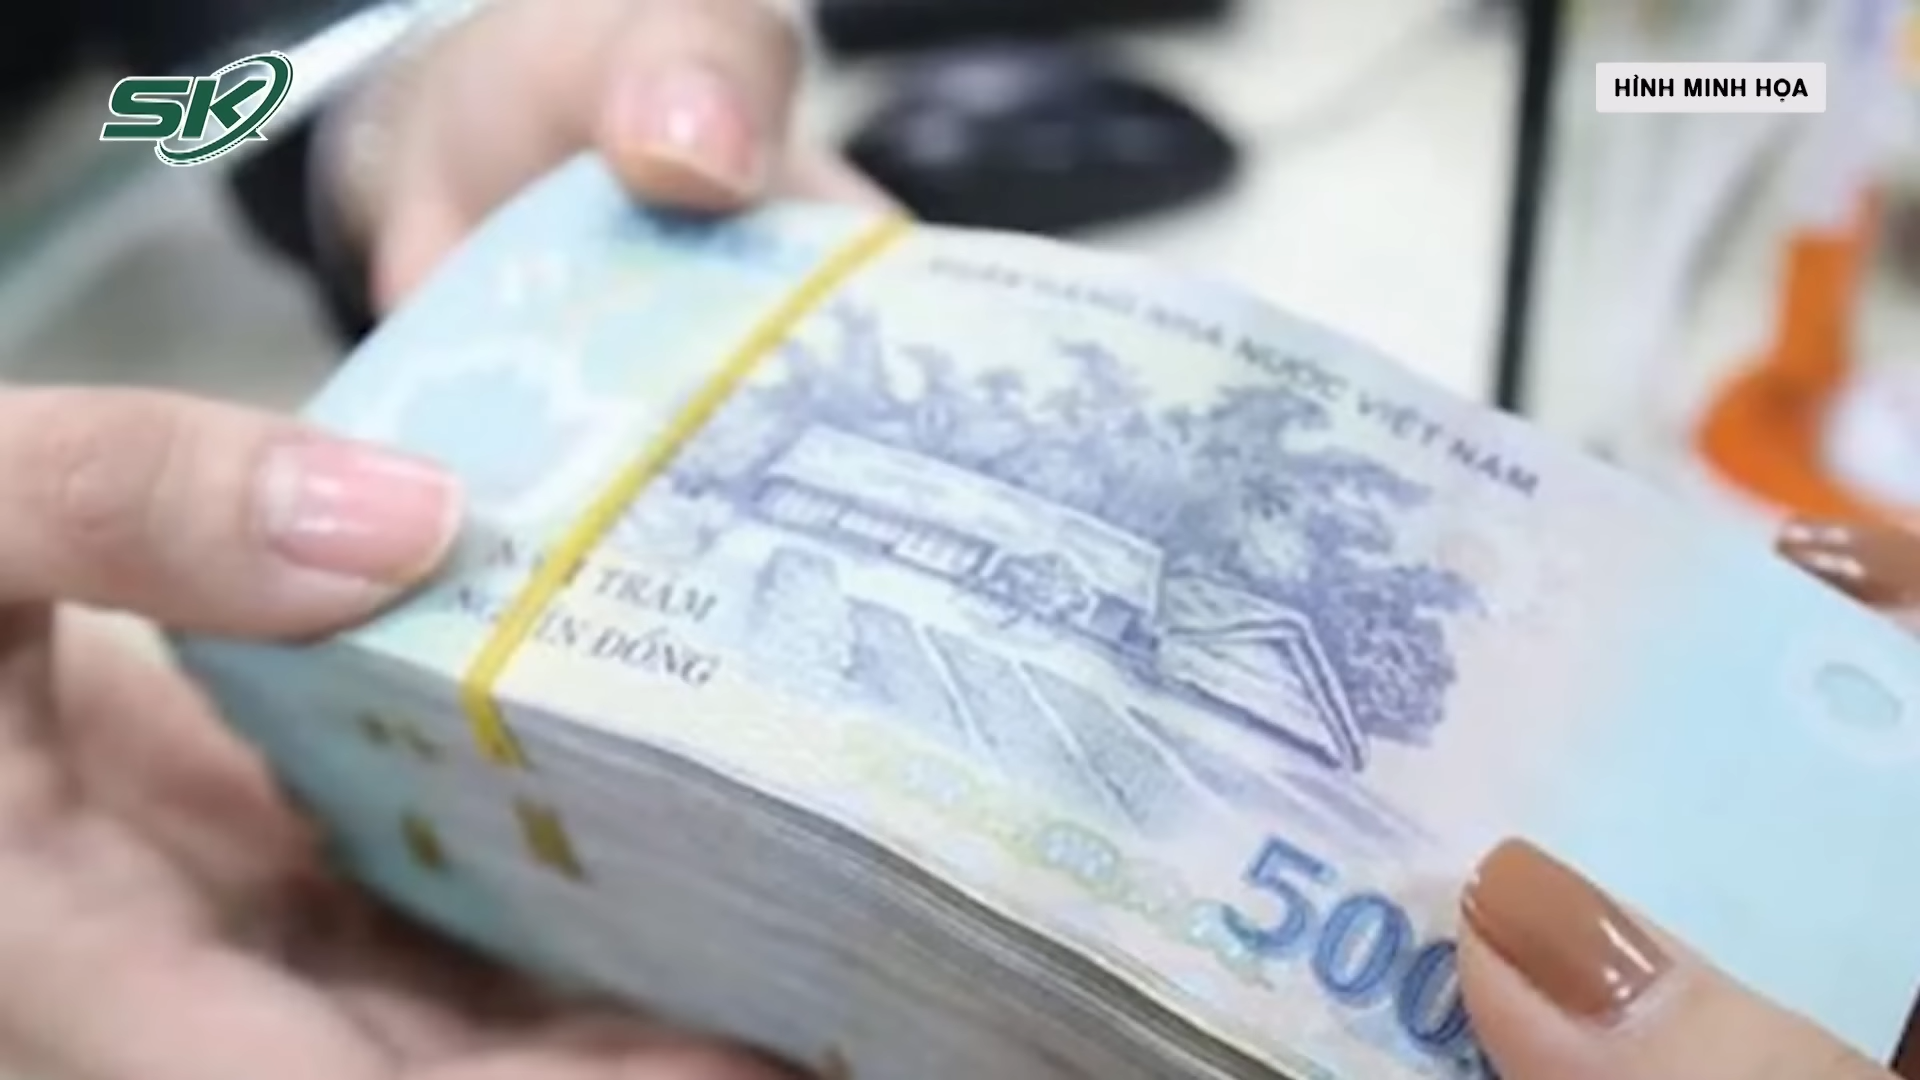 SK
HÌNH MINH HỌA
NGÂN HÀNG NHÀ NƯỚC VIỆT NAM
TRĂM
ĐỒNG
500